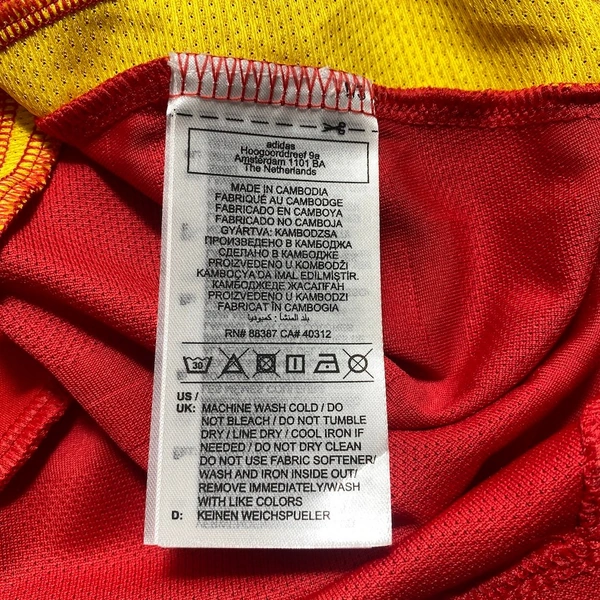 adidas
Hoogoorddreef 9a
Amsterdam 1101 BA
The Netherlands
MADE IN CAMBODIA
FABRIQUÉ AU CAMBODGE
FABRICADO EN CAMBOYA
FABRICADO NO CAMBOJA
GYÁRTVA: KAMBODZSA
ПРОИЗВЕДЕНО В КАМБОДЖА
СДЕЛАНО В КАМБОДЖЕ
PROIZVEDENO U KOMBODŽI
KAMBOÇYA'DA İMAL EDİLMİŞTİR.
КАМБОДЖЕДЕ ЖАСАЛҒАН
PROIZVEDENO U KAMBODZI
FABRICAT ÎN CAMBOGIA
بلد المنشأ : كمبوديا
RN# 88387 CA# 40312
30
US /
UK: MACHINE WASH COLD / DO
NOT BLEACH / DO NOT TUMBLE
DRY / LINE DRY / COOL IRON IF
NEEDED / DO NOT DRY CLEAN
DO NOT USE FABRIC SOFTENER/
WASH AND IRON INSIDE OUT/
REMOVE IMMEDIATELY/WASH
WITH LIKE COLORS
D: KEINEN WEICHSPUELER